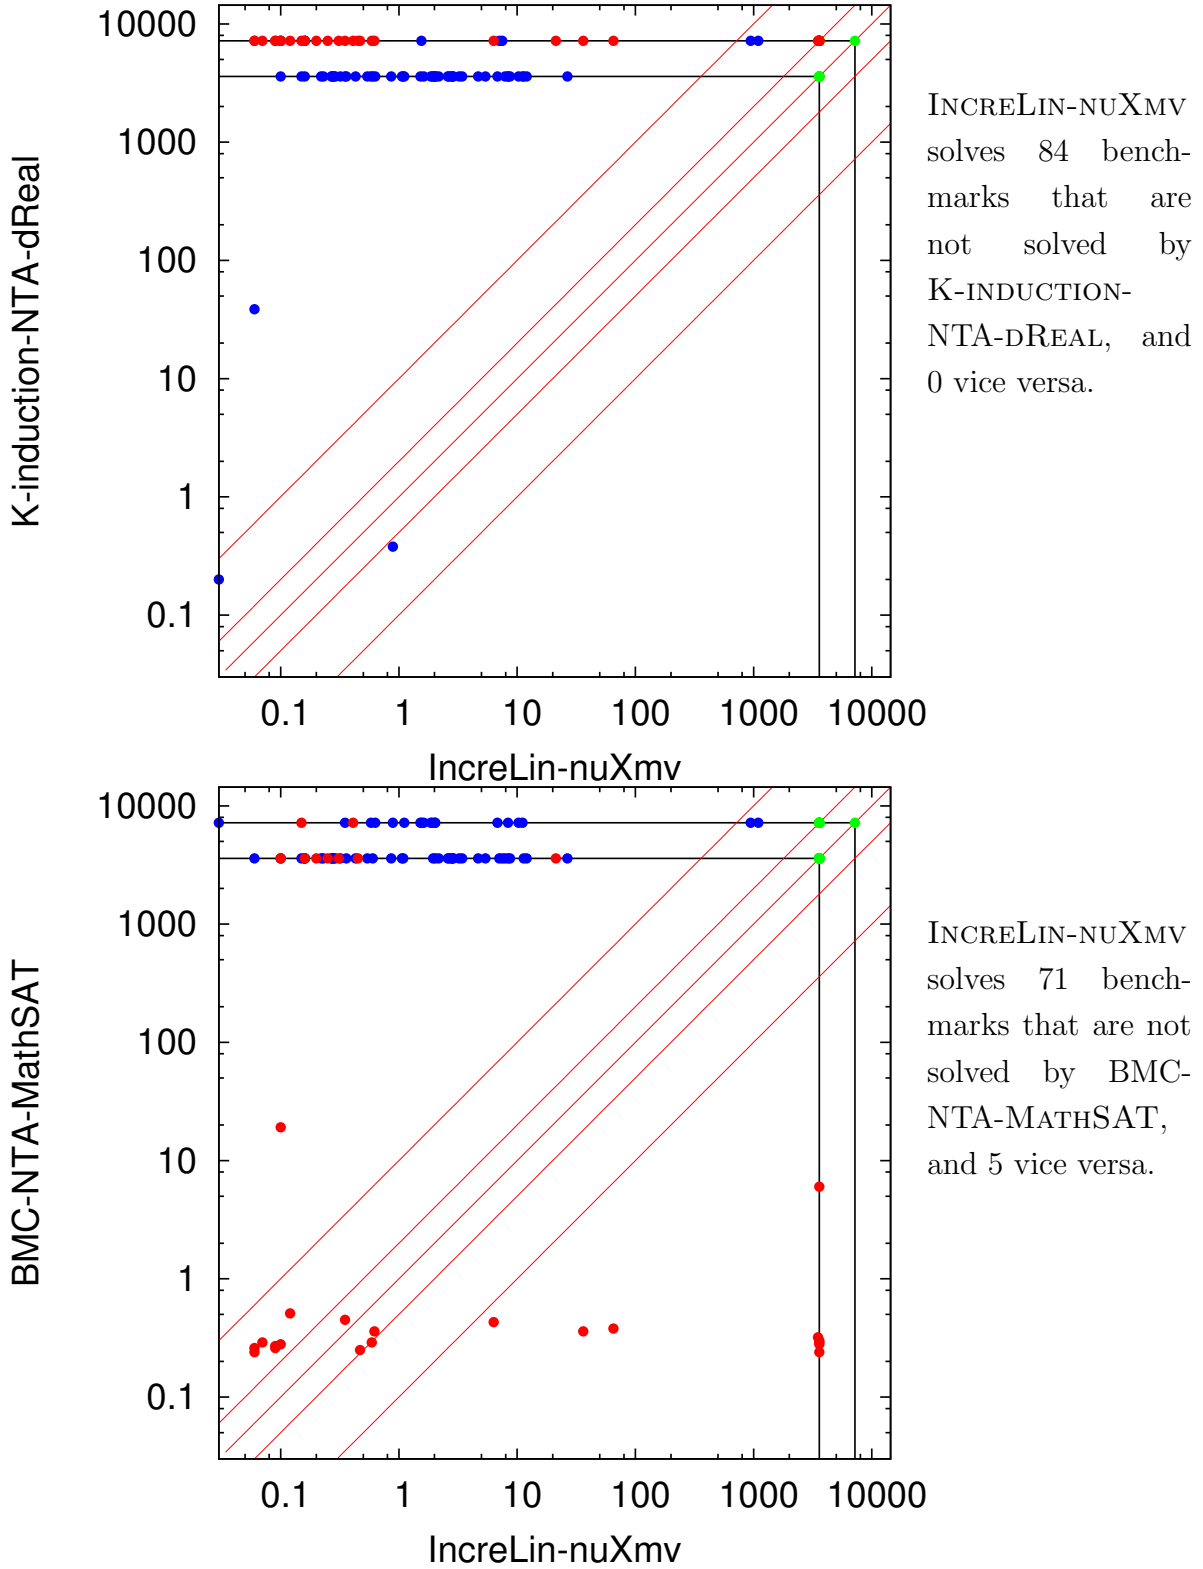 10000
1000
100
10
1
0.1
K-induction-NTA-dReal
0.1 1 10 100 1000 10000
IncreLin-nuXmv
IncreLin-nuXmv
solves 84 bench-
marks that are
not solved by
K-induction-
NTA-dReal, and
0 vice versa.
10000
1000
100
10
1
0.1
BMC-NTA-MathSAT
0.1 1 10 100 1000 10000
IncreLin-nuXmv
IncreLin-nuXmv
solves 71 bench-
marks that are not
solved by BMC-
NTA-MathSAT,
and 5 vice versa.